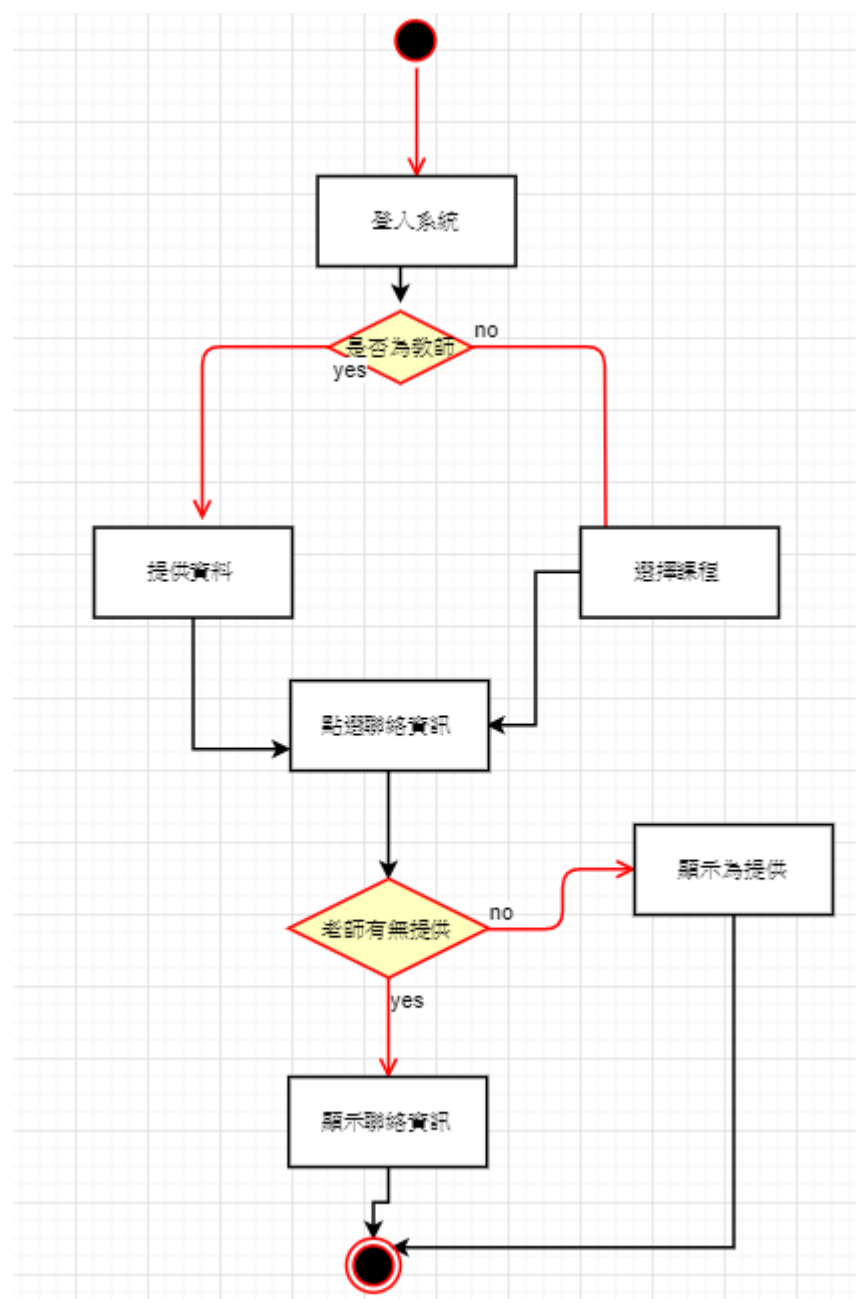 登入系統
是否為教師
no
yes
提供資料
選擇課程
點選聯絡資訊
顯示為提供
老師有無提供
no
yes
顯示聯絡資訊